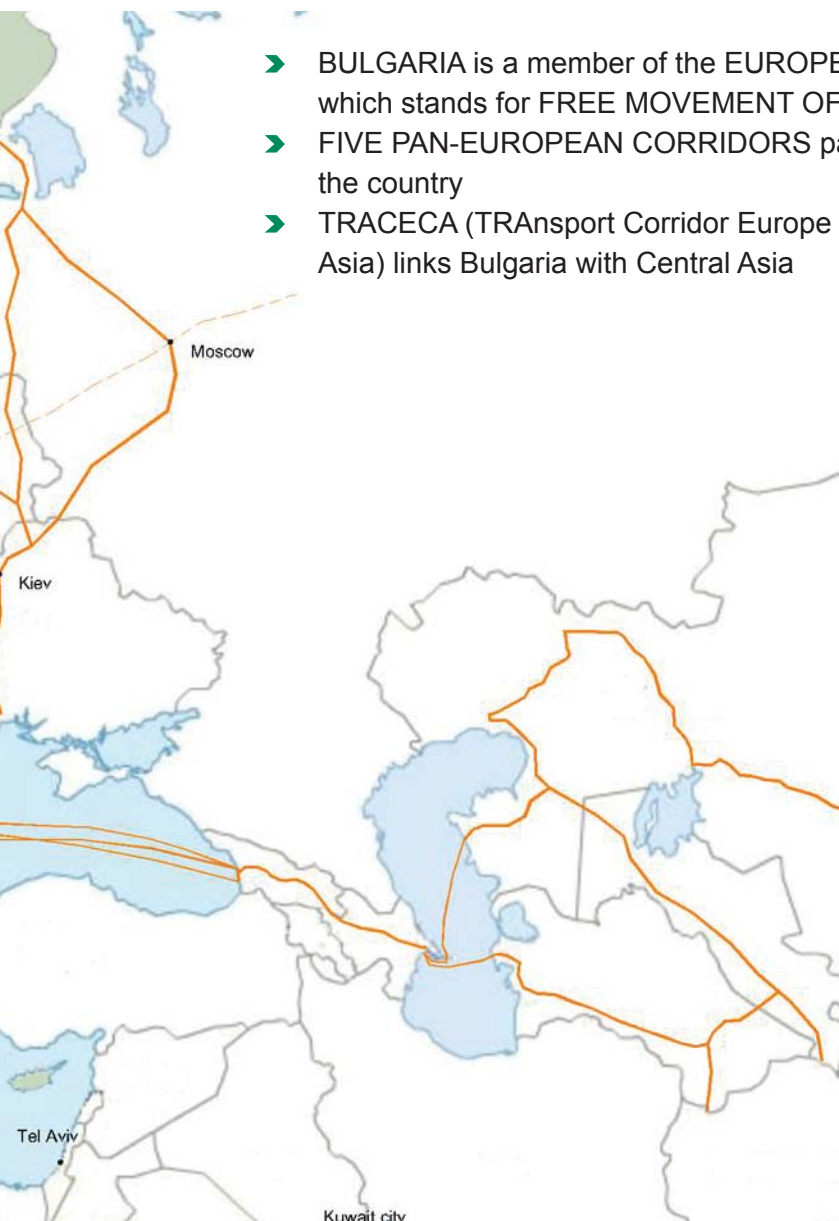 BULGARIA is a member of the EUROPE
which stands for FREE MOVEMENT OF
FIVE PAN-EUROPEAN CORRIDORS pa
the country
TRACECA (TRAnsport Corridor Europe
Asia) links Bulgaria with Central Asia
Moscow
Kiev
Tel Aviv
Kuwait city